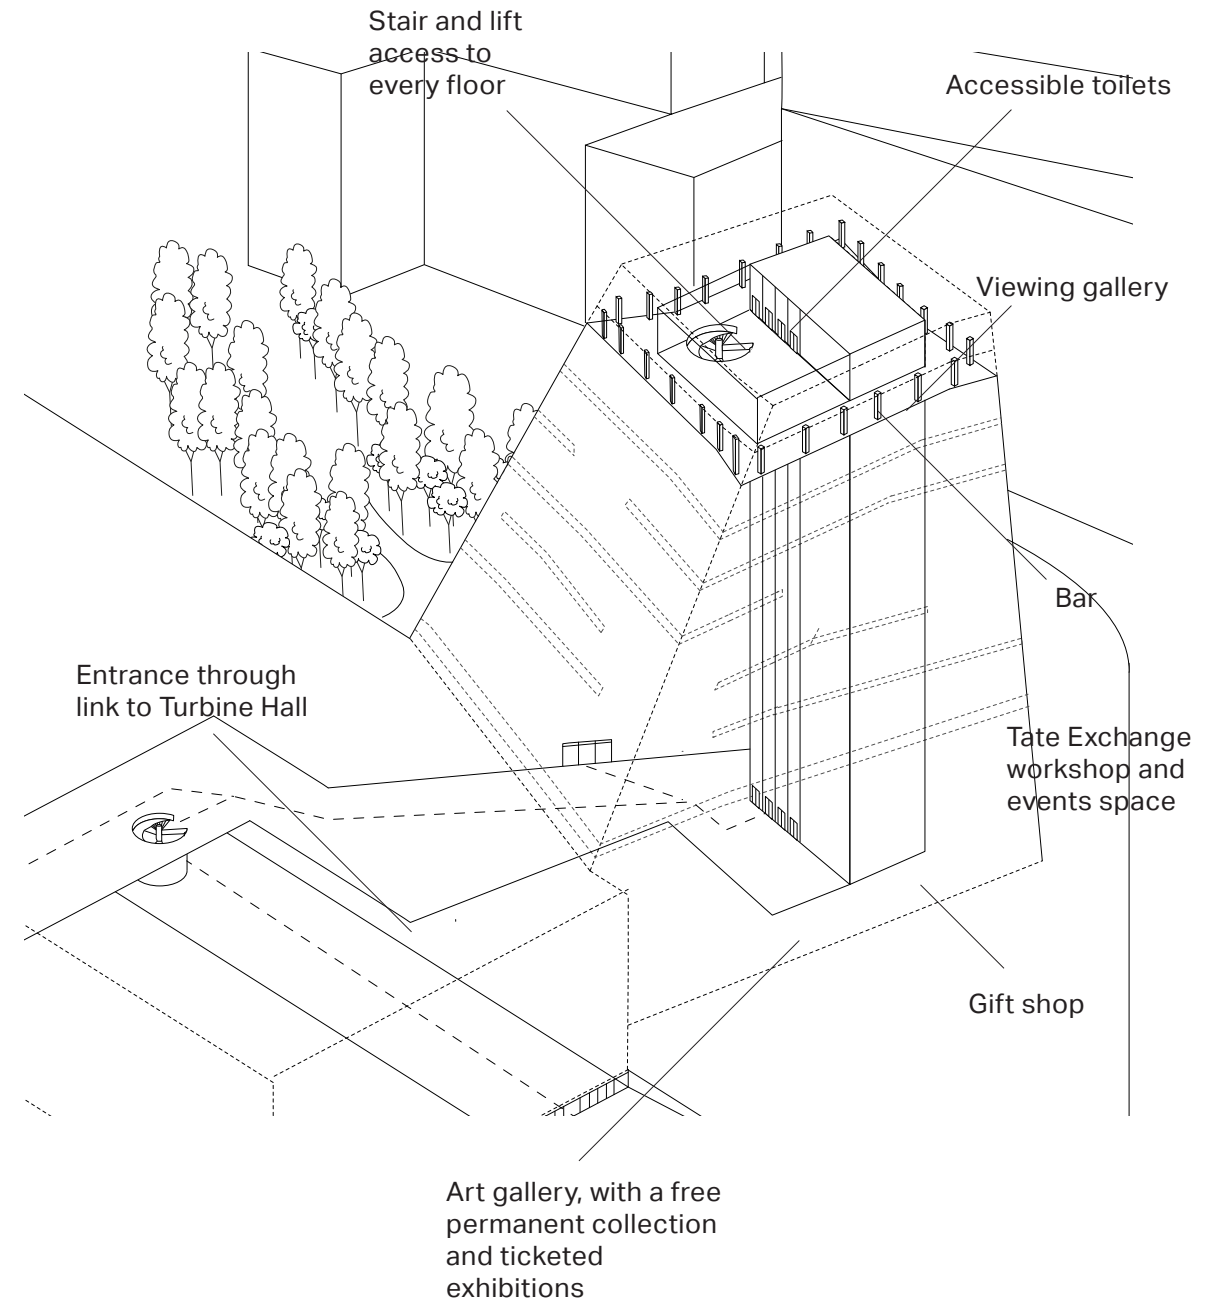 Stair and lift
access to
every floor
Accessible toilets
Viewing gallery
Bar
Entrance through
link to Turbine Hall
Tate Exchange
workshop and
events space
Gift shop
Art gallery, with a free
permanent collection
and ticketed
exhibitions